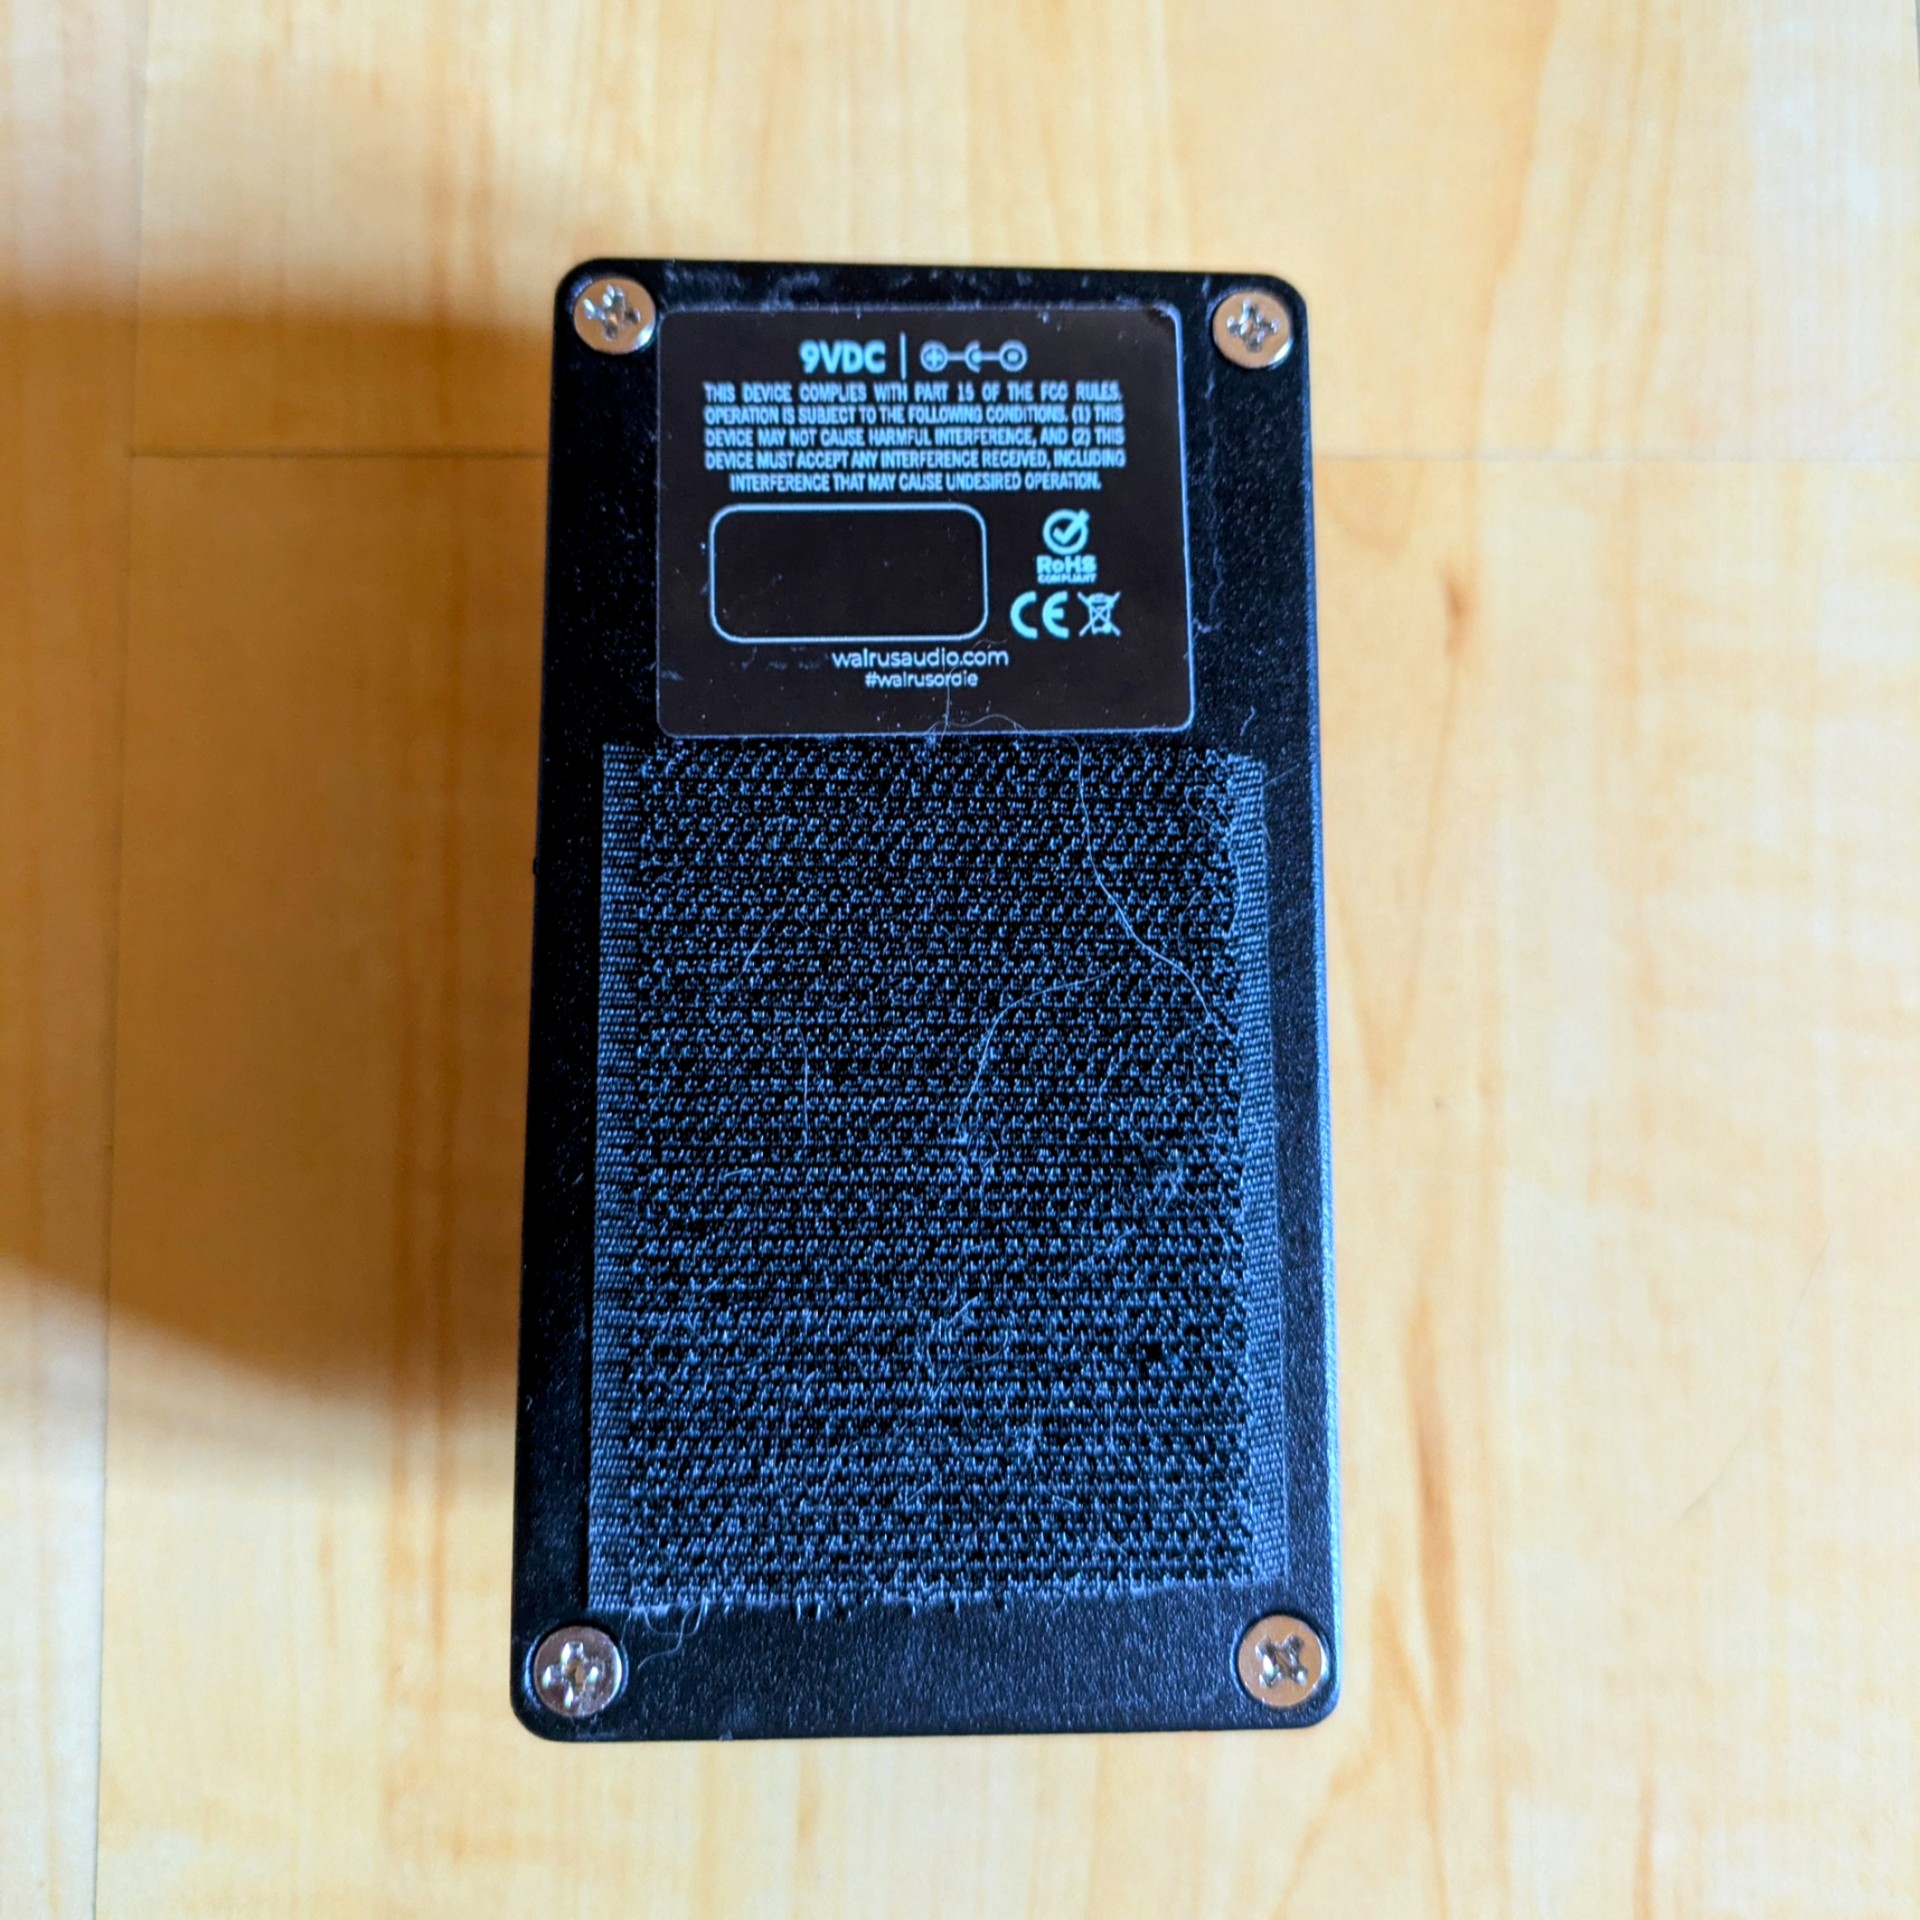 9VDC
THIS DEVICE COMPLIES WITH PART 15 OF THE FCC RULES.
OPERATION IS SUBJECT TO THE FOLLOWING CONDITIONS. (1) THIS
DEVICE MAY NOT CAUSE HARMFUL INTERFERENCE, AND (2) THIS
DEVICE MUST ACCEPT ANY INTERFERENCE RECEIVED, INCLUDING
INTERFERENCE THAT MAY CAUSE UNDESIRED OPERATION.
RoHS
COMPLIANT
CE
walrusaudio.com
#walrusordie